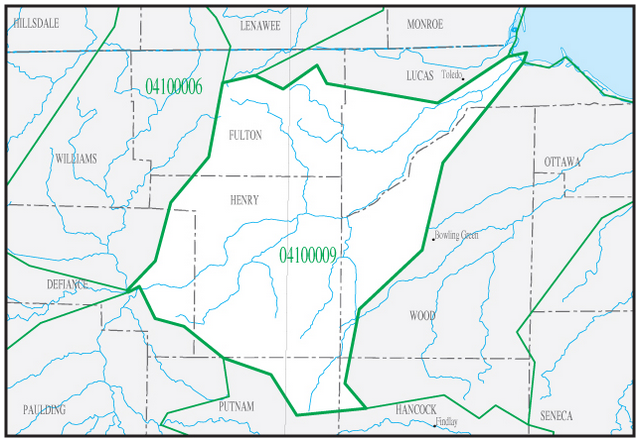 HILLSDALE
LENAWEE
MONROE
LUCAS
Toledo
04100006
FULTON
WILLIAMS
OTTAWA
HENRY
Bowling Green
04100009
DEFIANCE
WOOD
PAULDING
PUTNAM
HANCOCK
Findlay
SENECA